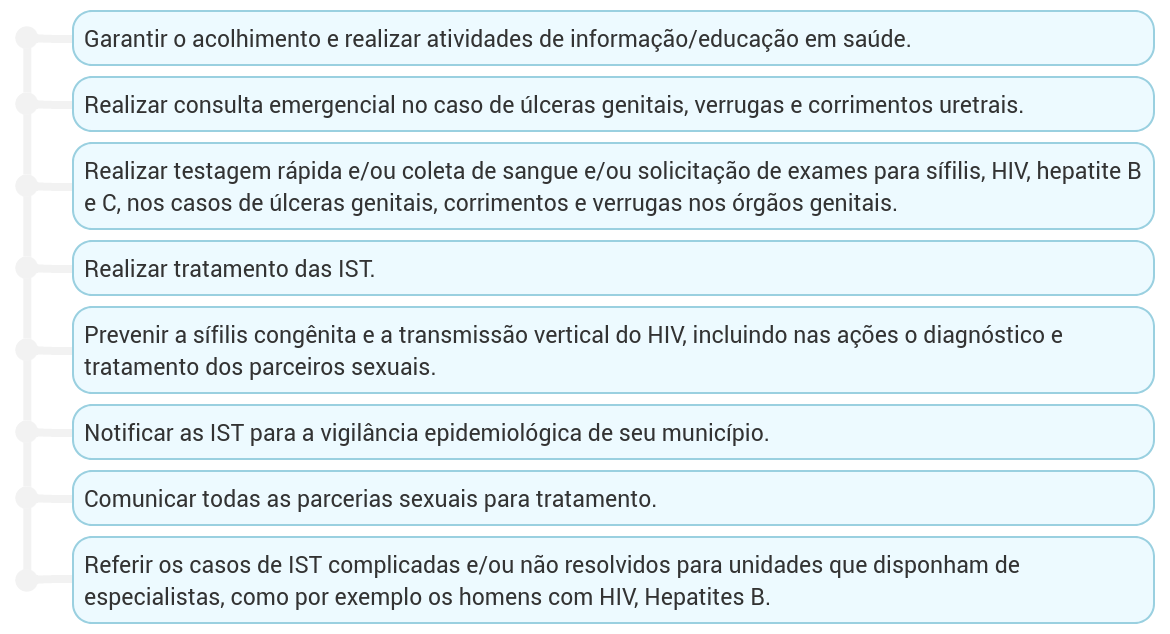 Garantir o acolhimento e realizar atividades de informação/educação em saúde.
Realizar consulta emergencial no caso de úlceras genitais, verrugas e corrimentos uretrais.
Realizar testagem rápida e/ou coleta de sangue e/ou solicitação de exames para sífilis, HIV, hepatite B
e C, nos casos de úlceras genitais, corrimentos e verrugas nos órgãos genitais.
Realizar tratamento das IST.
Prevenir a sífilis congênita e a transmissão vertical do HIV, incluindo nas ações o diagnóstico e
tratamento dos parceiros sexuais.
Notificar as IST para a vigilância epidemiológica de seu município.
Comunicar todas as parcerias sexuais para tratamento.
Referir os casos de IST complicadas e/ou não resolvidos para unidades que disponham de
especialistas, como por exemplo os homens com HIV, Hepatites B.